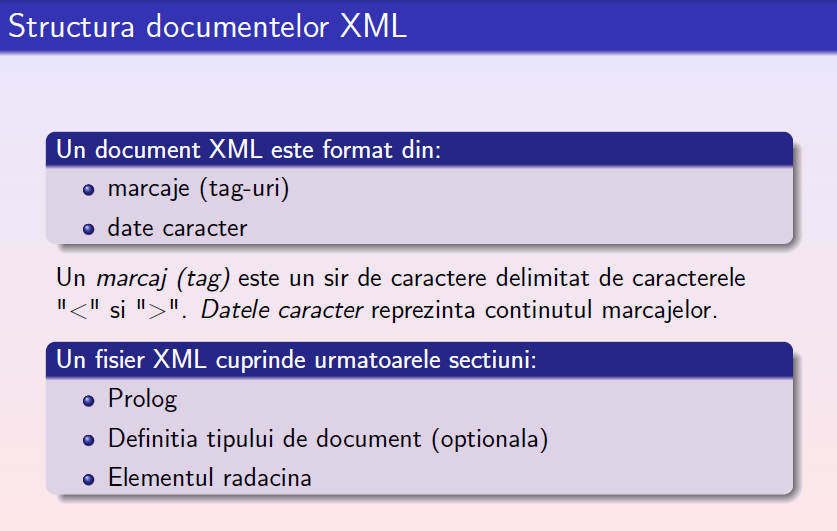 Structura documentelor XML
Un document XML este format din:
marcaje (tag-uri)
date caracter
Un marcaj (tag) este un sir de caractere delimitat de caracterele
"<" si ">". Datele caracter reprezinta continutul marcajelor.
Un fisier XML cuprinde urmatoarele sectiuni:
Prolog
Definitia tipului de document (optionala)
Elementul radacina